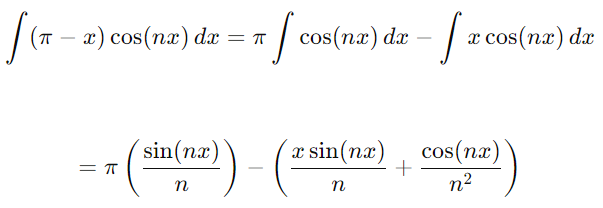 ∫(π − x) cos(nx) dx = π ∫ cos(nx) dx − ∫ x cos(nx) dx
= π (sin(nx)/n) − (x sin(nx)/n + cos(nx)/n²)